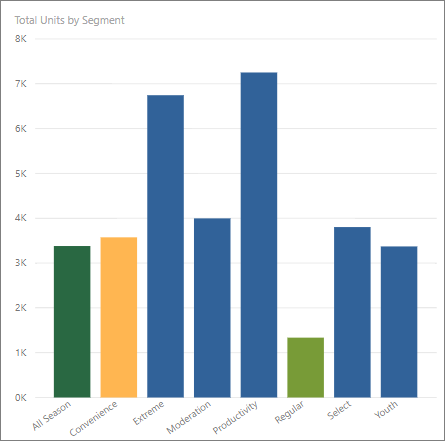 Total Units by Segment
8K
7K
6K
5K
4K
3K
2K
1K
0K
All Season
Convenience
Extreme
Moderation
Productivity
Regular
Select
Youth